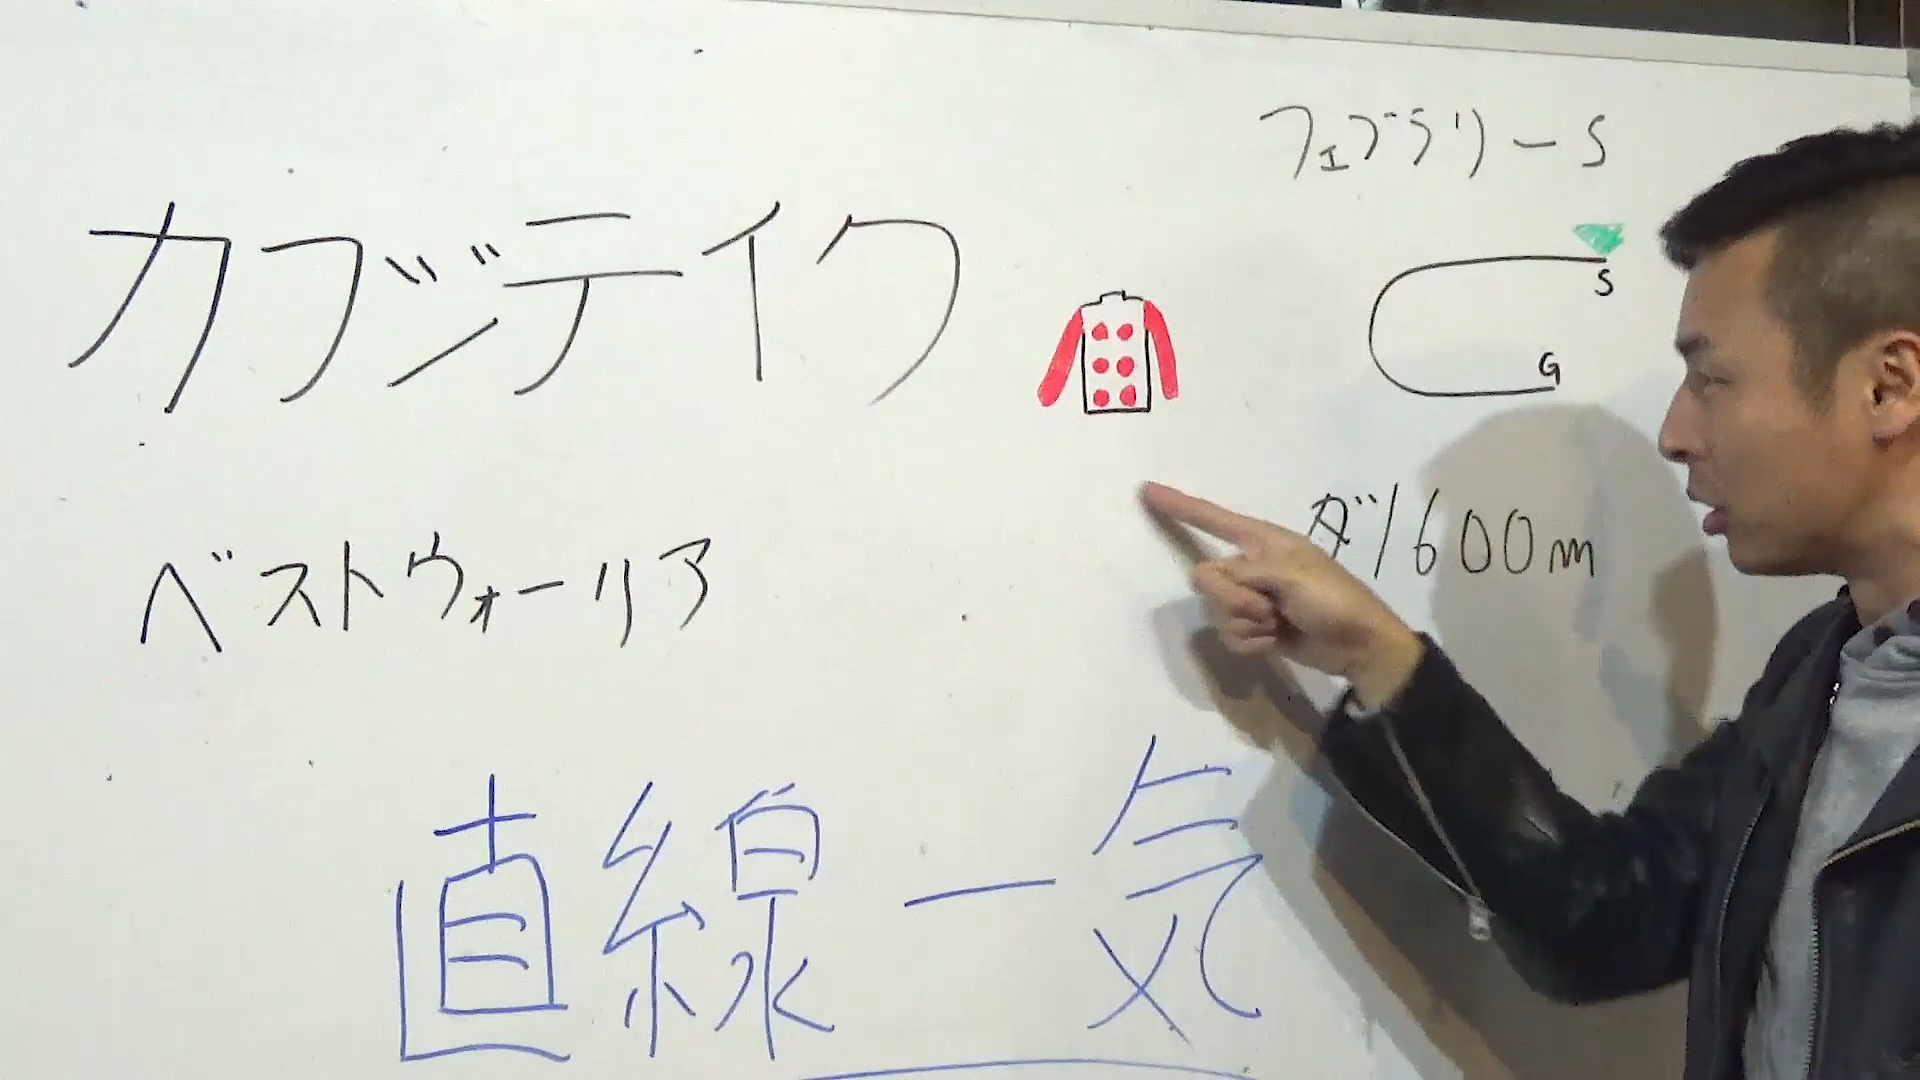 フェブラリーS
カフジテイク
S
G
ベストウォーリア
ダ1600m
直線一気